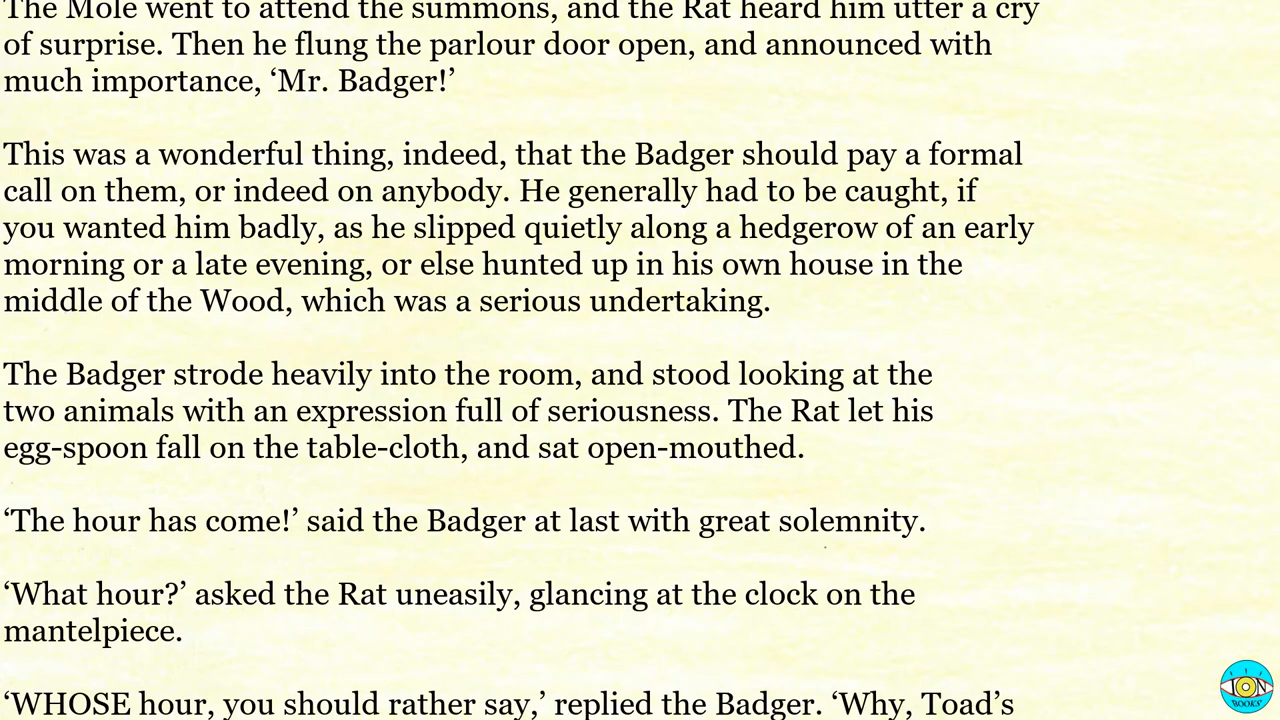 The Mole went to attend the summons, and the Rat heard him utter a cry
of surprise. Then he flung the parlour door open, and announced with
much importance, ‘Mr. Badger!’
This was a wonderful thing, indeed, that the Badger should pay a formal
call on them, or indeed on anybody. He generally had to be caught, if
you wanted him badly, as he slipped quietly along a hedgerow of an early
morning or a late evening, or else hunted up in his own house in the
middle of the Wood, which was a serious undertaking.
The Badger strode heavily into the room, and stood looking at the
two animals with an expression full of seriousness. The Rat let his
egg-spoon fall on the table-cloth, and sat open-mouthed.
‘The hour has come!’ said the Badger at last with great solemnity.
‘What hour?’ asked the Rat uneasily, glancing at the clock on the
mantelpiece.
‘WHOSE hour, you should rather say,’ replied the Badger. ‘Why, Toad’s
ION
BOOKS